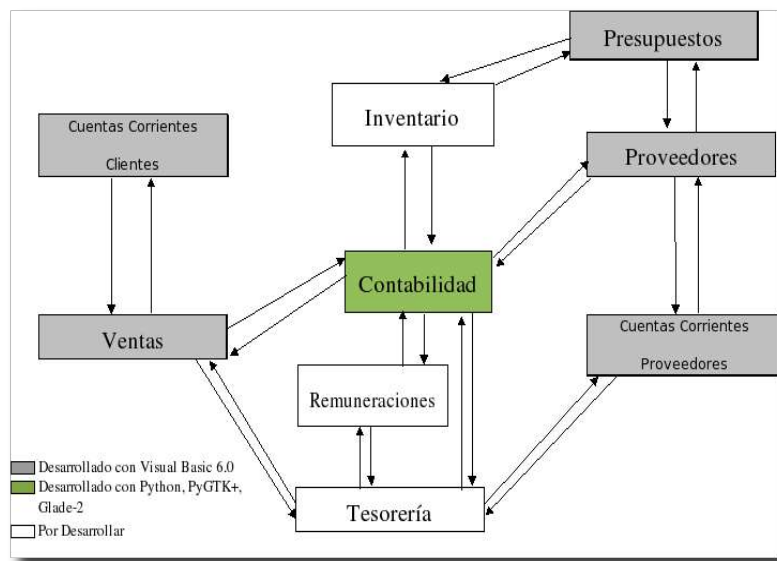 Presupuestos
Inventario
Cuentas Corrientes
Clientes
Proveedores
Contabilidad
Ventas
Cuentas Corrientes
Proveedores
Remuneraciones
Tesorería
Desarrollado con Visual Basic 6.0
Desarrollado con Python, PyGTK+,
Glade-2
Por Desarrollar